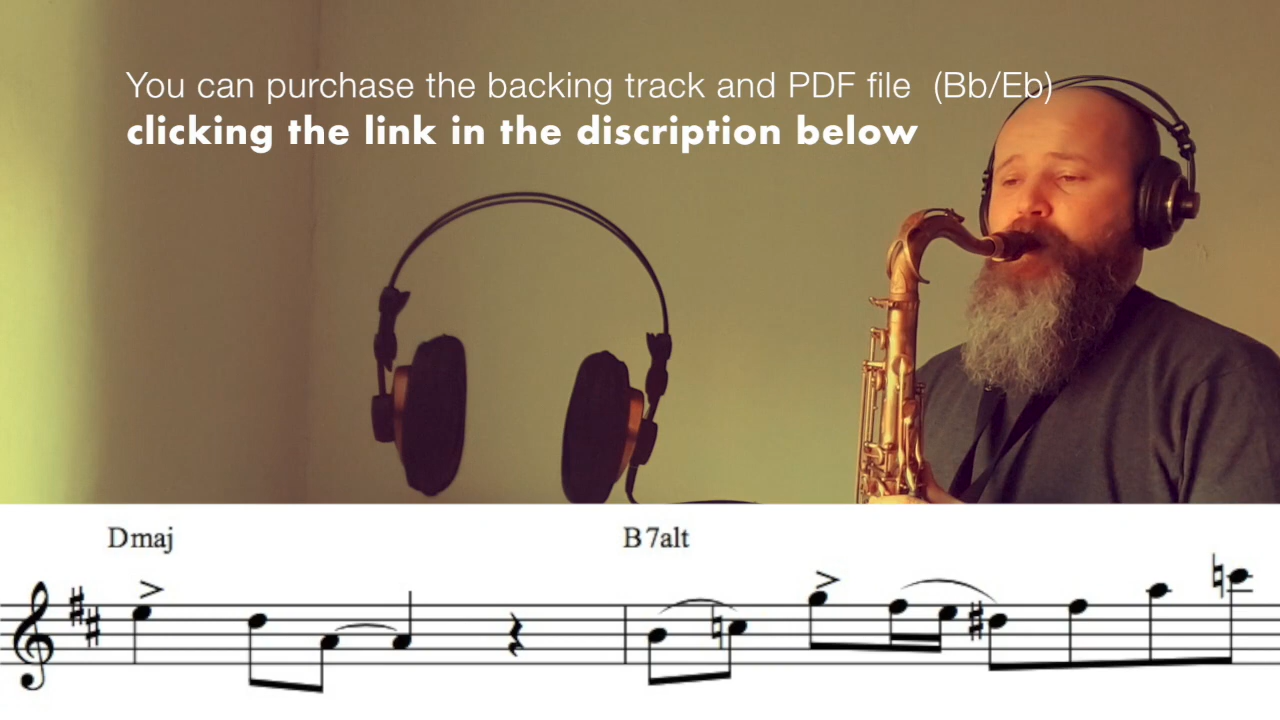 You can purchase the backing track and PDF file  (Bb/Eb)
clicking the link in the discription below
Dmaj B7alt